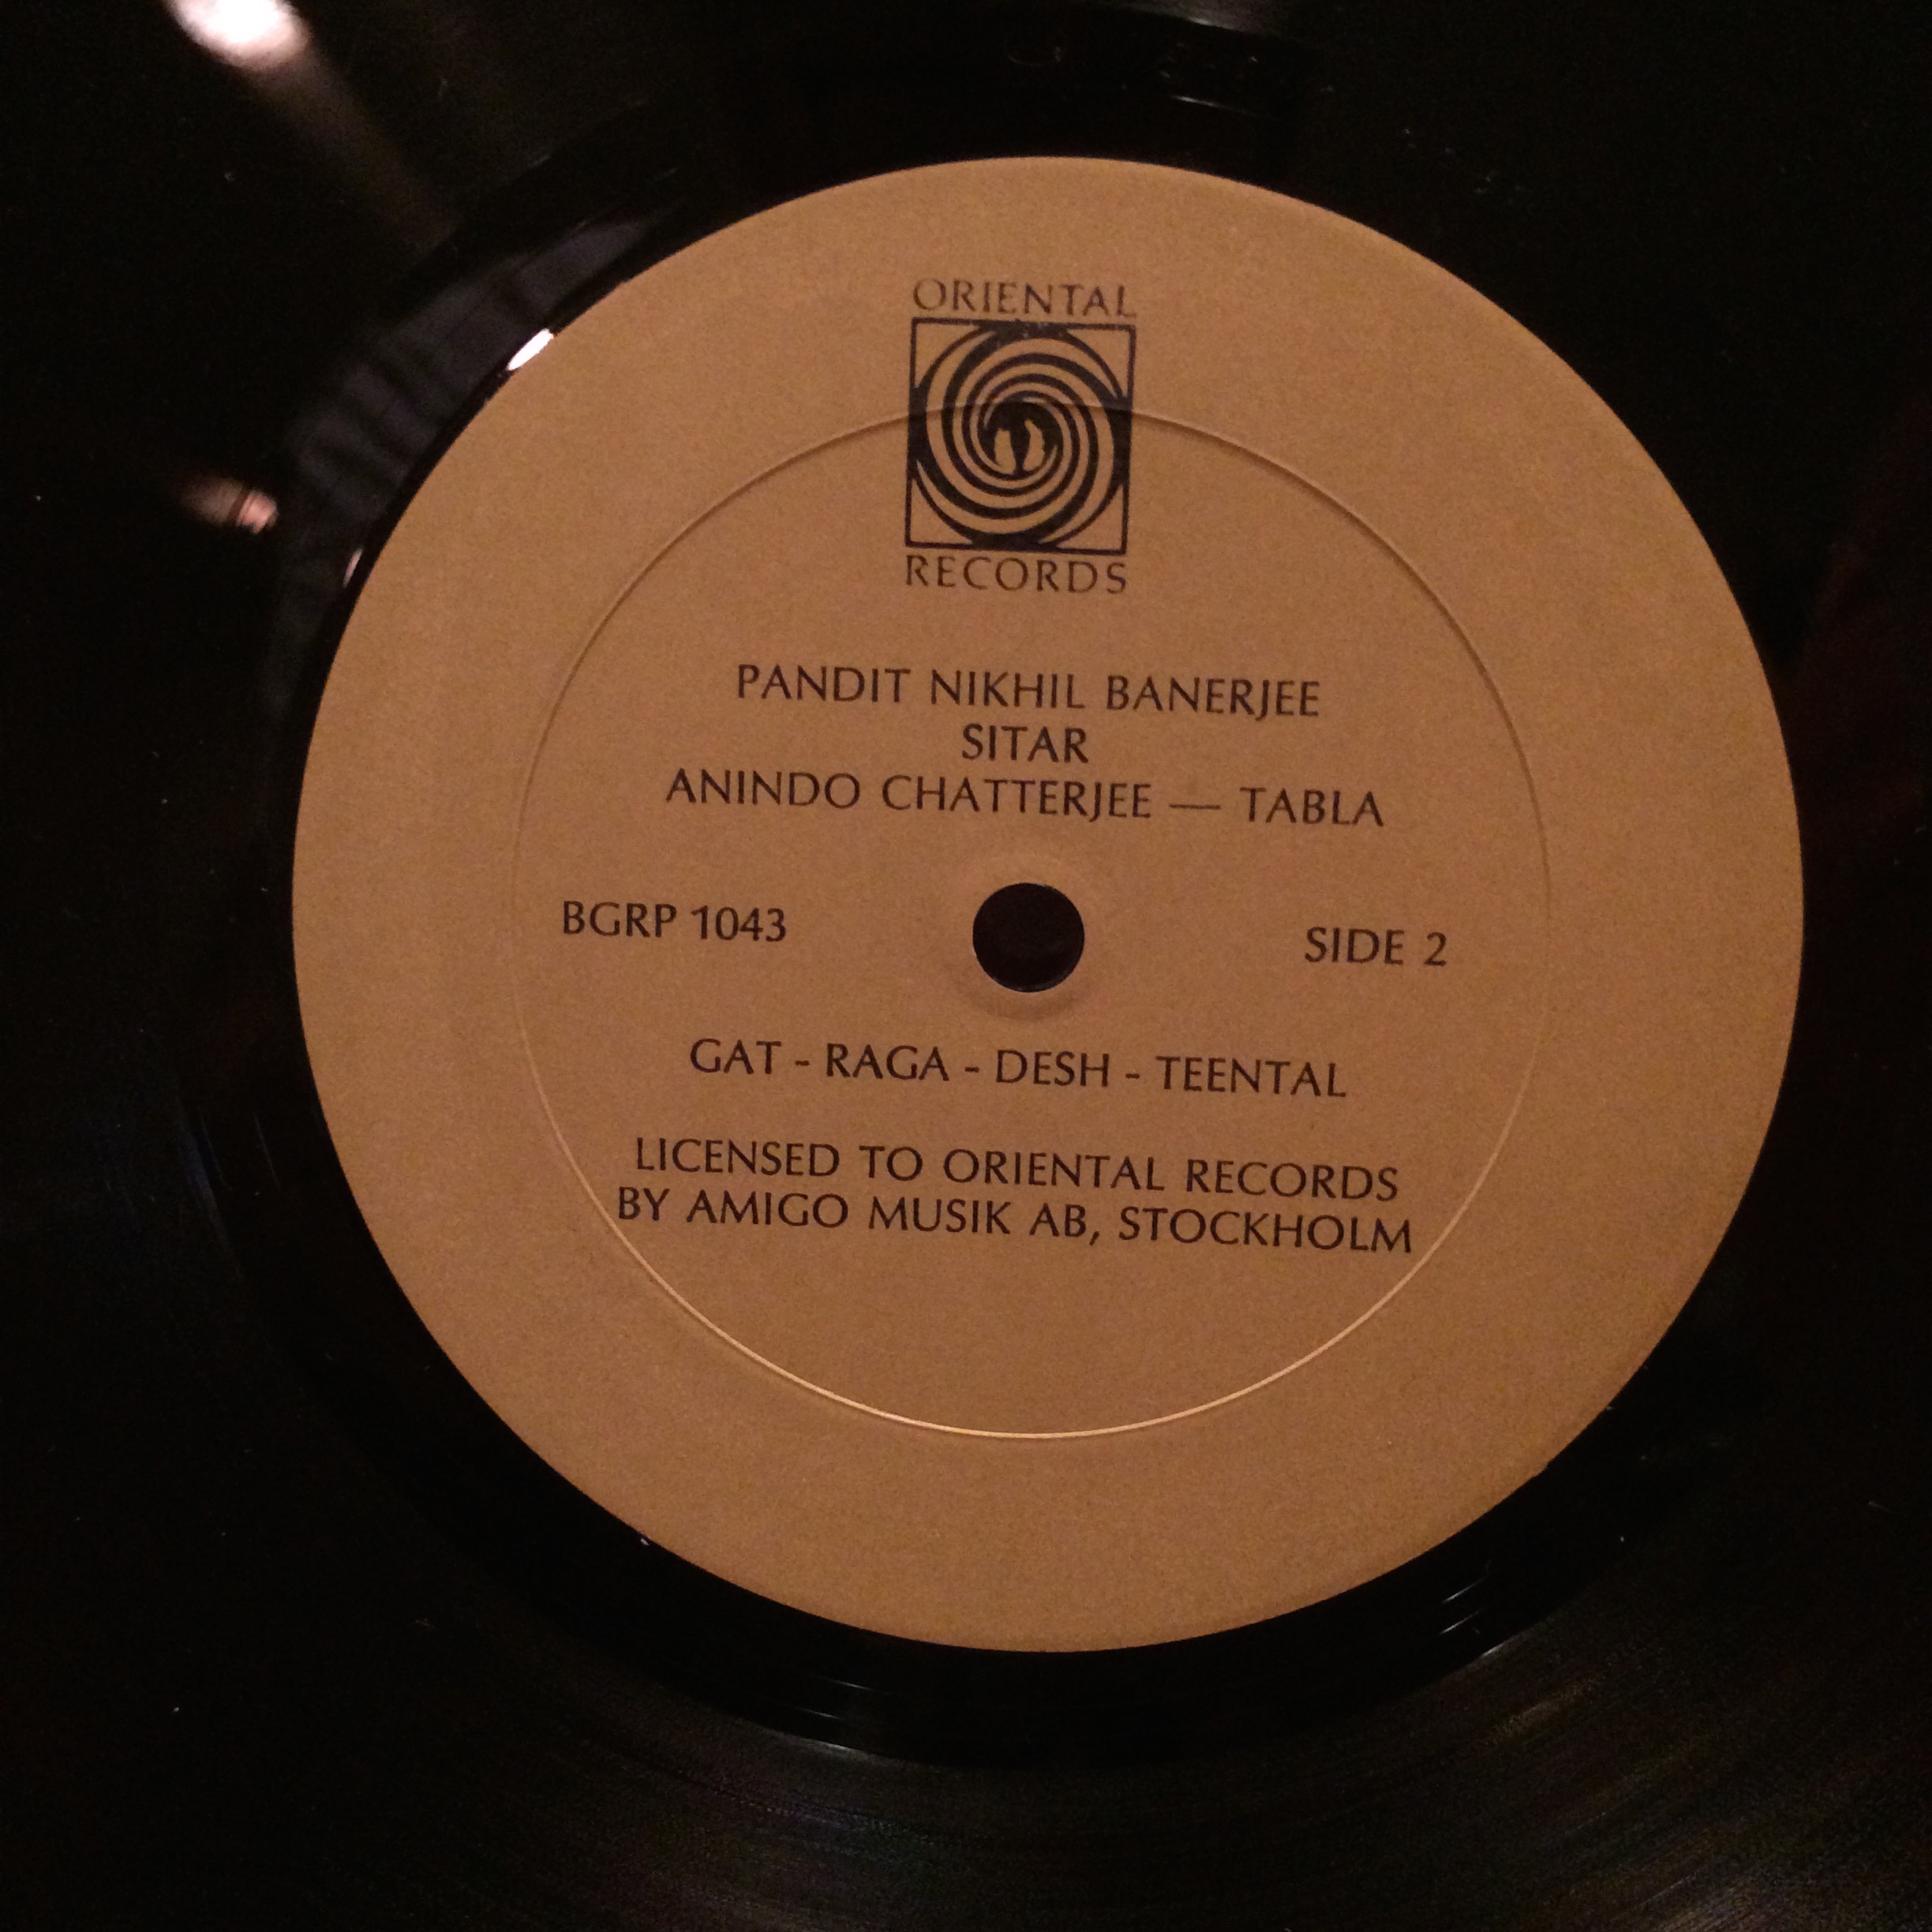 ORIENTAL
RECORDS
PANDIT NIKHIL BANERJEE
SITAR
ANINDO CHATTERJEE — TABLA
BGRP 1043
SIDE 2
GAT - RAGA - DESH - TEENTAL
LICENSED TO ORIENTAL RECORDS
BY AMIGO MUSIK AB, STOCKHOLM